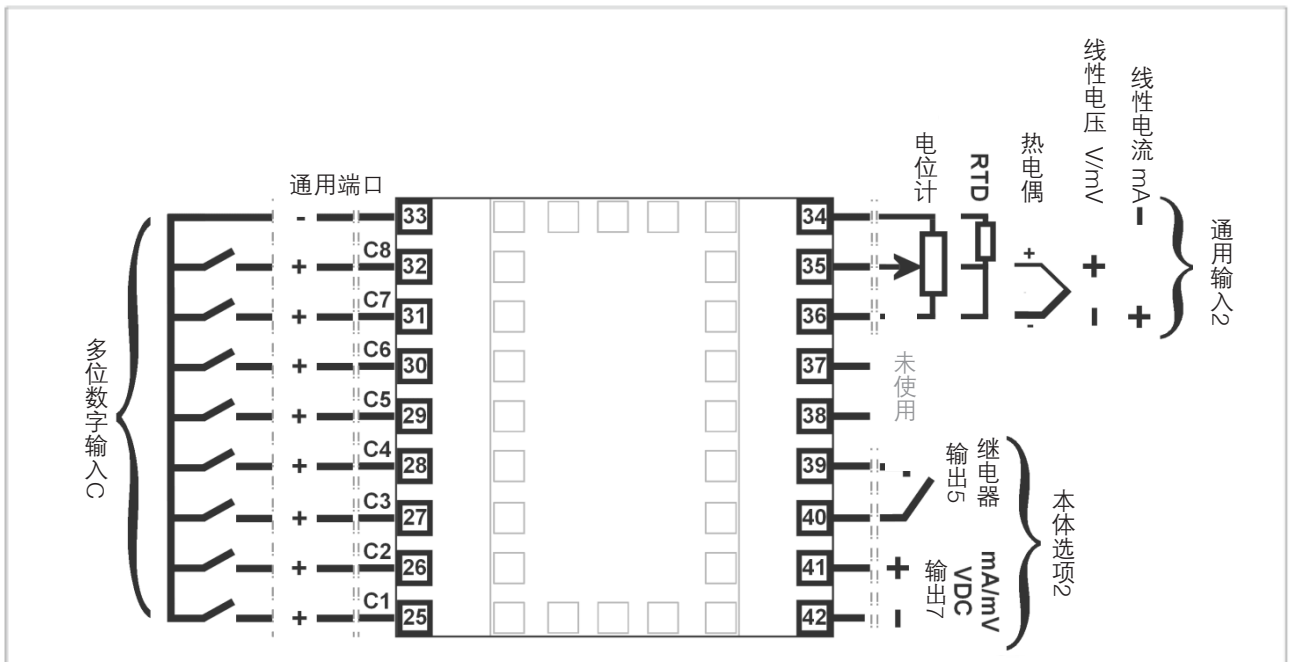 通用端口
多位数字输入C
-
33
+
C8
32
+
C7
31
+
C6
30
+
C5
29
+
C4
28
+
C3
27
+
C2
26
+
C1
25
34
35
36
37
38
39
40
41
42
电位计
RTD
热电偶
线性电压 V/mV
线性电流 mA
+
-
+
-
-
+
通用输入2
未使用
继电器
输出5
+
-
mA/mV
VDC
输出7
本体选项2